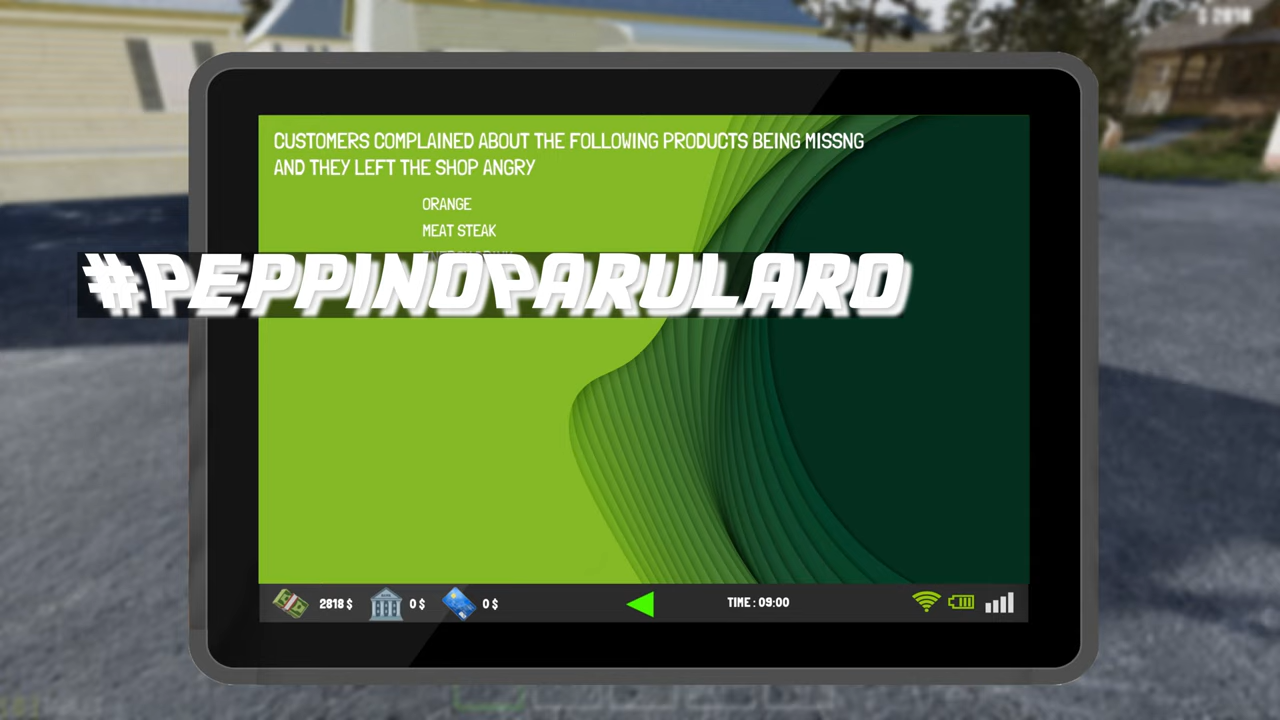 $ 2818
CUSTOMERS COMPLAINED ABOUT THE FOLLOWING PRODUCTS BEING MISSNG
AND THEY LEFT THE SHOP ANGRY
ORANGE
MEAT STEAK
#PEPPINOPARULARO
2818 $
0 $
0 $
TIME : 09:00